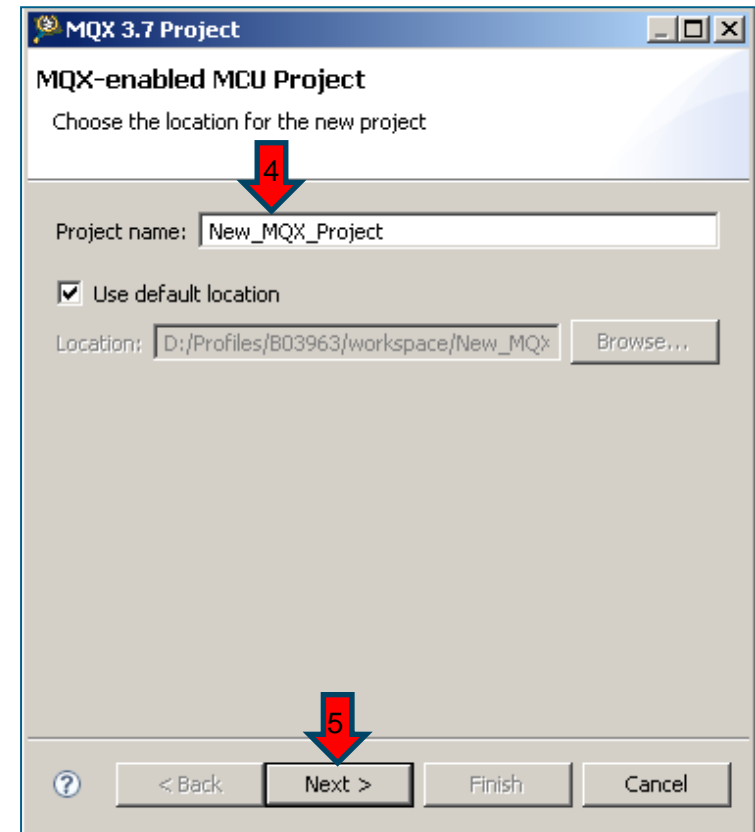 MQX 3.7 Project
MQX-enabled MCU Project
Choose the location for the new project
4
Project name: New_MQX_Project
Use default location
Location: D:/Profiles/B03963/workspace/New_MQX Browse...
5
? < Back Next > Finish Cancel